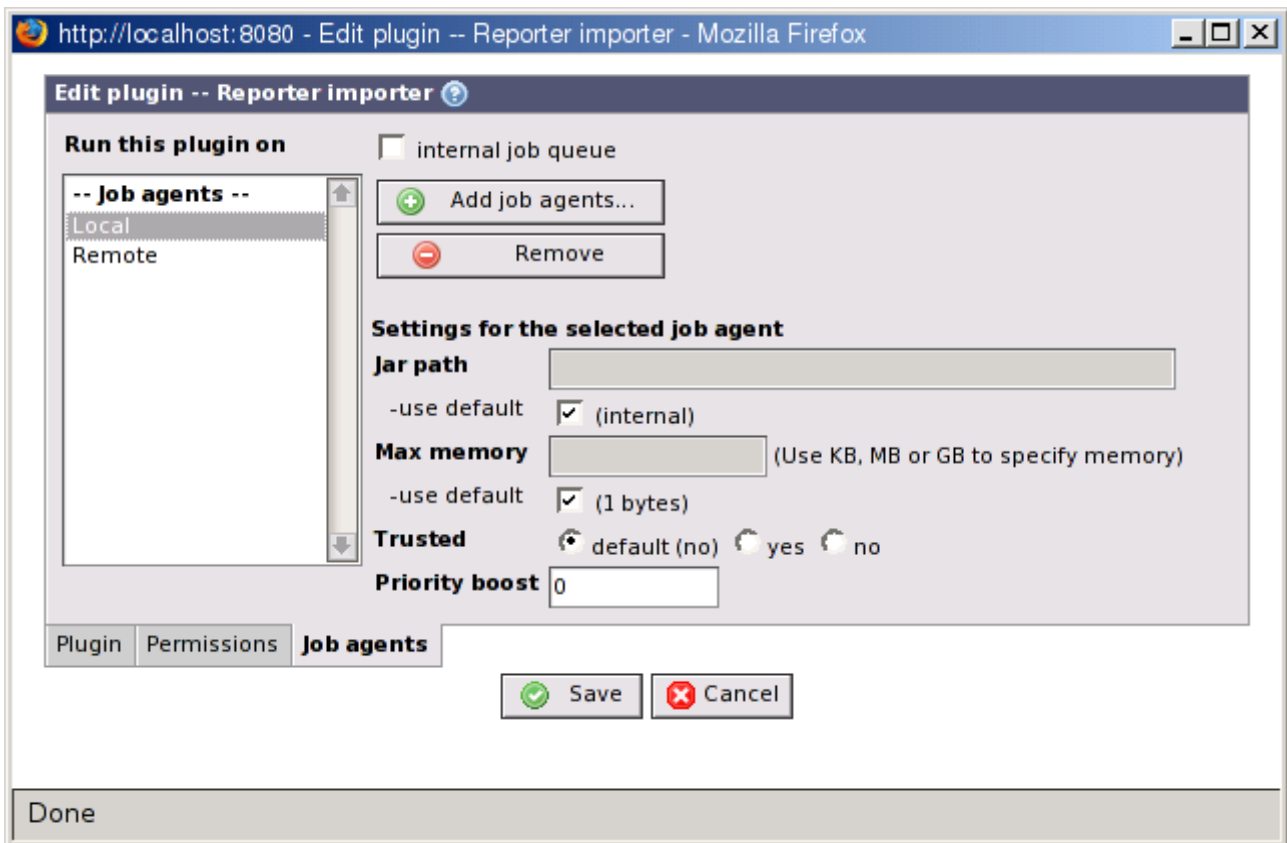 http://localhost:8080 - Edit plugin -- Reporter importer - Mozilla Firefox
Edit plugin -- Reporter importer ?
Run this plugin on
internal job queue
-- Job agents --
Local
Remote
Add job agents...
Remove
Settings for the selected job agent
Jar path
-use default (internal)
Max memory (Use KB, MB or GB to specify memory)
-use default (1 bytes)
Trusted default (no) yes no
Priority boost 0
Plugin Permissions Job agents
Save Cancel
Done